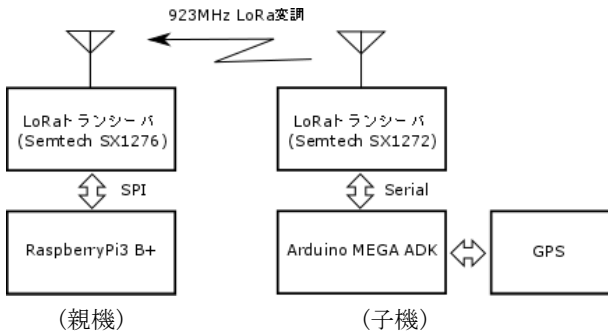 923MHz LoRa変調
LoRaトランシーバ
(Semtech SX1276)
LoRaトランシーバ
(Semtech SX1272)
SPI
Serial
RaspberryPi3 B+
Arduino MEGA ADK
GPS
(親機)
(子機)